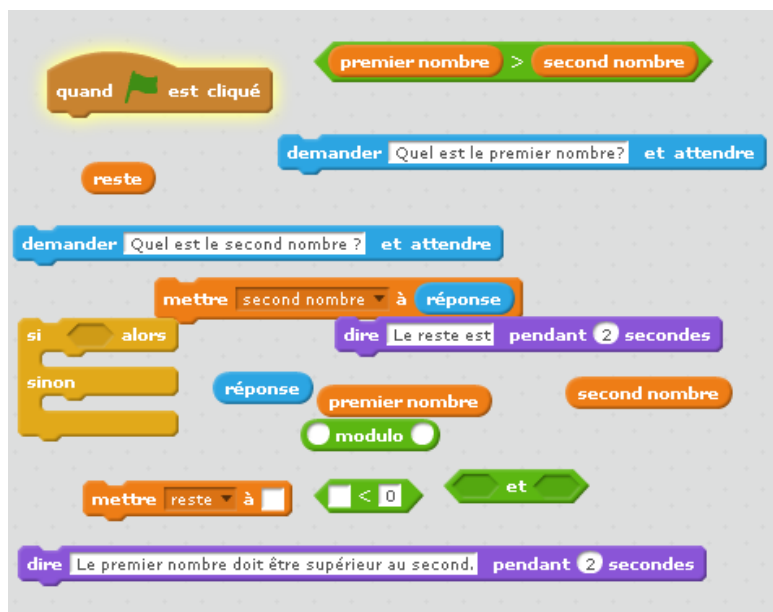 premier nombre > second nombre
quand est cliqué
demander Quel est le premier nombre? et attendre
reste
demander Quel est le second nombre ? et attendre
mettre second nombre à réponse
si alors
dire Le reste est pendant 2 secondes
sinon
réponse
premier nombre
second nombre
modulo
mettre reste à
< 0
et
dire Le premier nombre doit être supérieur au second. pendant 2 secondes